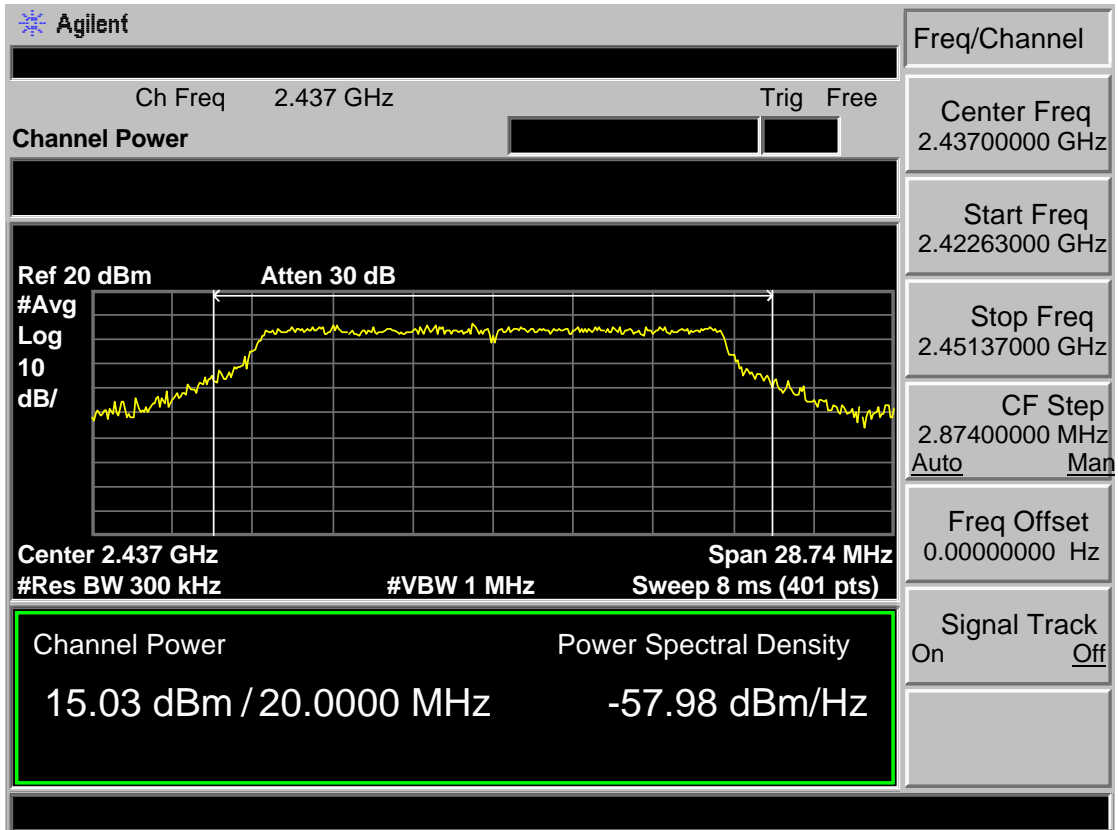 Agilent
Freq/Channel
Ch Freq 2.437 GHz Trig Free
Channel Power
Ref 20 dBm Atten 30 dB
#Avg
Log
10
dB/
Center 2.437 GHz Span 28.74 MHz
#Res BW 300 kHz #VBW 1 MHz Sweep 8 ms (401 pts)
Channel Power Power Spectral Density
15.03 dBm / 20.0000 MHz -57.98 dBm/Hz
Center Freq
2.43700000 GHz
Start Freq
2.42263000 GHz
Stop Freq
2.45137000 GHz
CF Step
2.87400000 MHz
Auto Man
Freq Offset
0.00000000 Hz
Signal Track
On Off